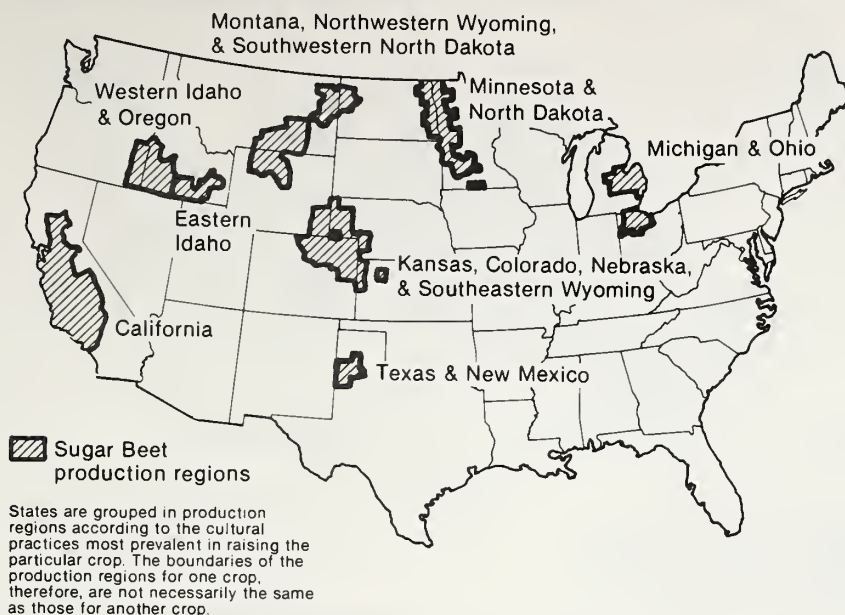 Montana, Northwestern Wyoming,
& Southwestern North Dakota
Western Idaho
& Oregon
Minnesota &
North Dakota
Michigan & Ohio
Eastern
Idaho
Kansas, Colorado, Nebraska,
& Southeastern Wyoming
California
Texas & New Mexico
Sugar Beet
production regions
States are grouped in production
regions according to the cultural
practices most prevalent in raising the
particular crop. The boundaries of the
production regions for one crop,
therefore, are not necessarily the same
as those for another crop.